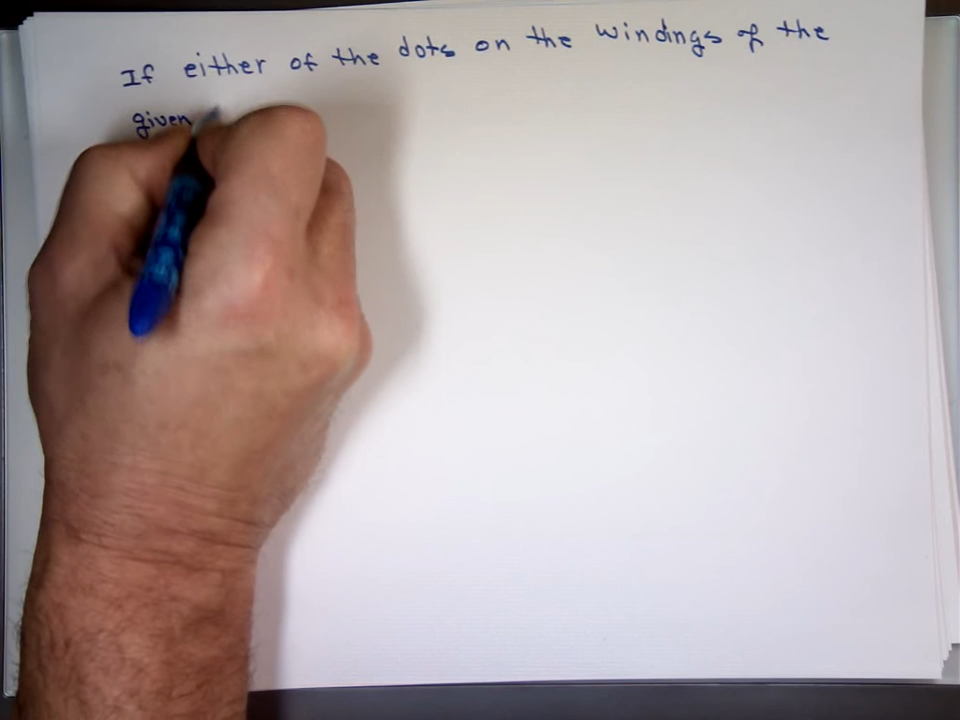 If either of the dots on the windings of the
given